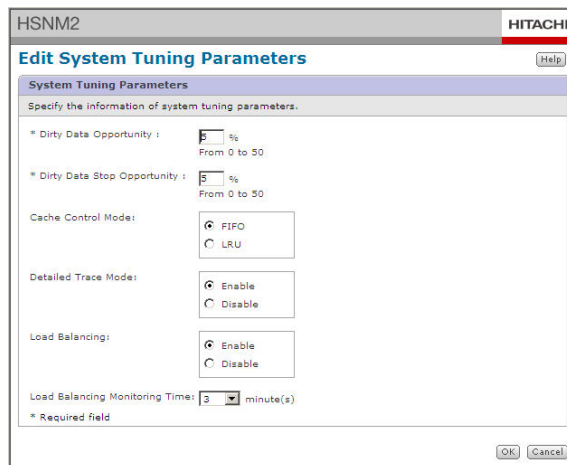 HSNM2
HITACHI
Edit System Tuning Parameters
Help
System Tuning Parameters
Specify the information of system tuning parameters.
* Dirty Data Opportunity : 5 %
From 0 to 50
* Dirty Data Stop Opportunity : 5 %
From 0 to 50
Cache Control Mode:
FIFO
LRU
Detailed Trace Mode:
Enable
Disable
Load Balancing:
Enable
Disable
Load Balancing Monitoring Time: 3 minute(s)
* Required field
OK Cancel